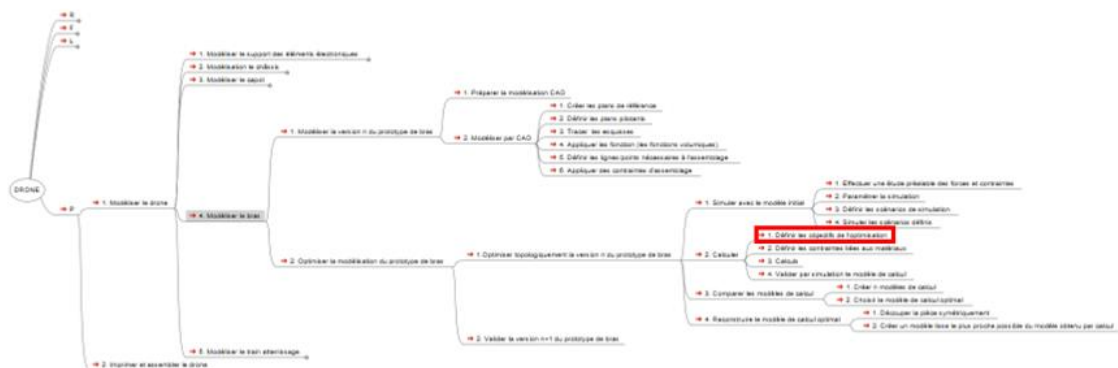 R
F
L
1. Modéliser le support des éléments électroniques
2. Modélisation le châssis
3. Modéliser le capot
1. Préparer la modélisation CAO
1. Créer les plans de référence
2. Définir les plans pilotants
1. Modéliser la version n du prototype de bras
2. Modéliser par CAO
3. Tracer les esquisses
4. Appliquer les fonction (les fonctions volumiques)
5. Définir les lignes points nécessaires à l'assemblage
6. Appliquer des contraintes d'assemblage
DRONE
P
1. Modéliser le drone
4. Modéliser le bras
1. Effectuer une étude préalable des forces et contraintes
2. Paramétrer la simulation
1. Simuler avec le modèle initial
3. Définir les scénarios de simulation
4. Simuler les scénarios définis
1. Définir les objectifs de l'optimisation
2. Définir les contraintes liées aux matériaux
2. Optimiser la modélisation du prototype de bras
1. Optimiser topologiquement la version n du prototype de bras
2. Calculer
3. Calculs
4. Valider par simulation le modèle de calcul
3. Comparer les modèles de calcul
1. Créer n modèles de calcul
2. Choisir le modèle de calcul optimal
4. Reconstruire le modèle de calcul optimal
1. Découper la pièce symétriquement
2. Créer un modèle lisse le plus proche possible du modèle obtenu par calcul
2. Valider la version n+1 du prototype de bras
5. Modéliser le train atterrissage
2. Imprimer et assembler le drone